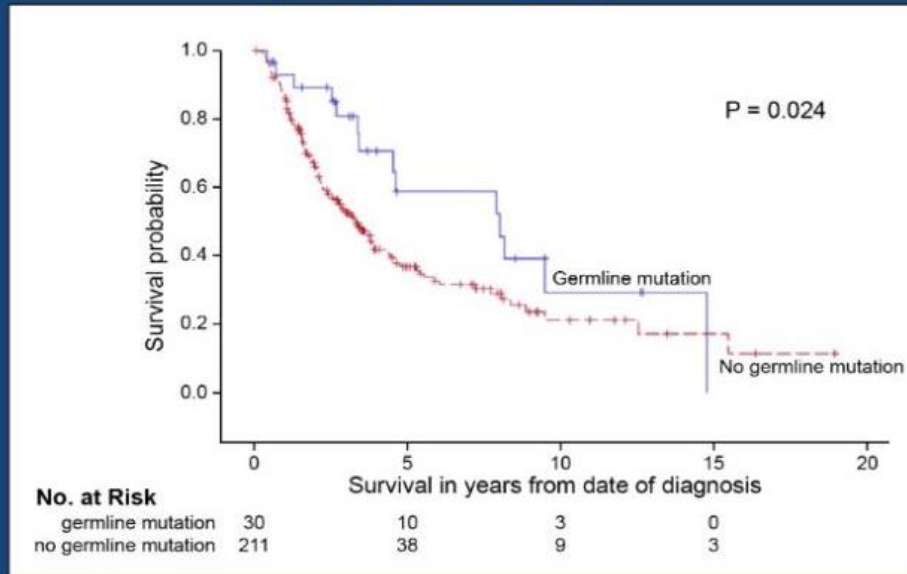 1.0
0.8
0.6
0.4
0.2
0.0
Survival probability
P = 0.024
Germline mutation
No germline mutation
0 5 10 15 20
Survival in years from date of diagnosis
No. at Risk
germline mutation 30 10 3 0
no germline mutation 211 38 9 3